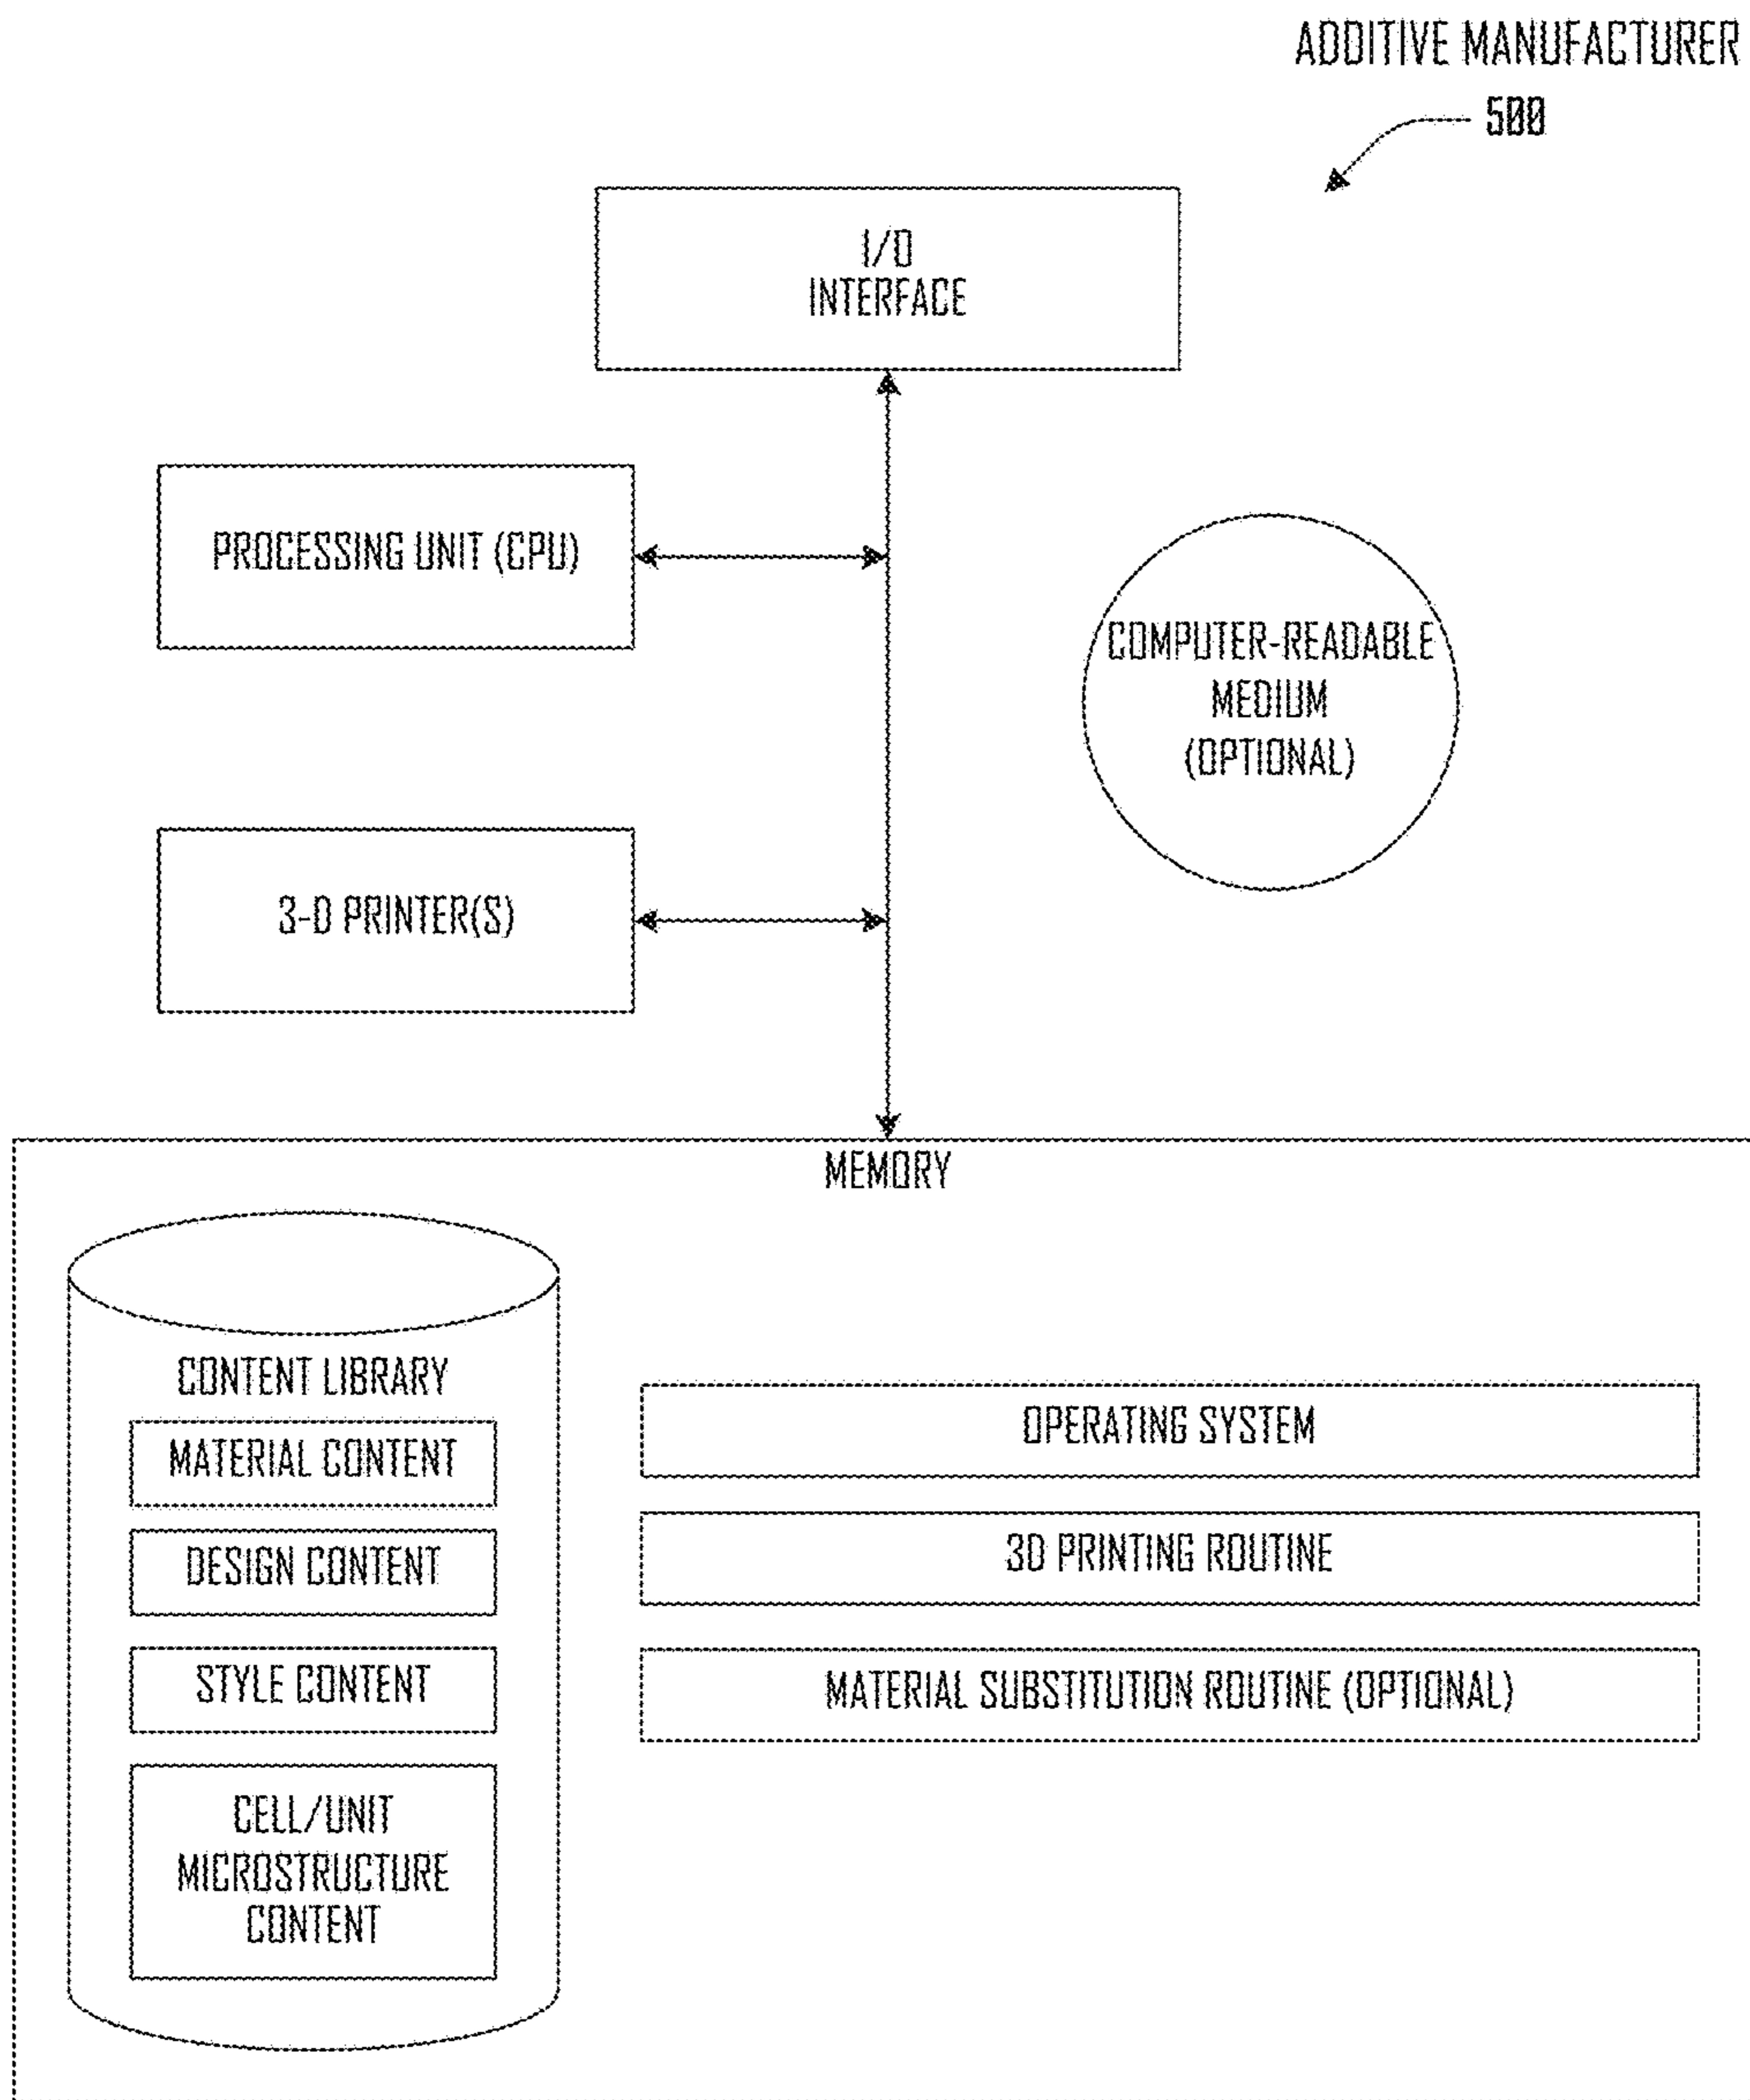 ADDITIVE MANUFACTURER
500
I/O
INTERFACE
PROCESSING UNIT (CPU)
COMPUTER-READABLE
MEDIUM
(OPTIONAL)
3-D PRINTER(S)
MEMORY
CONTENT LIBRARY
MATERIAL CONTENT
DESIGN CONTENT
STYLE CONTENT
CELL/UNIT
MICROSTRUCTURE
CONTENT
OPERATING SYSTEM
3D PRINTING ROUTINE
MATERIAL SUBSTITUTION ROUTINE (OPTIONAL)